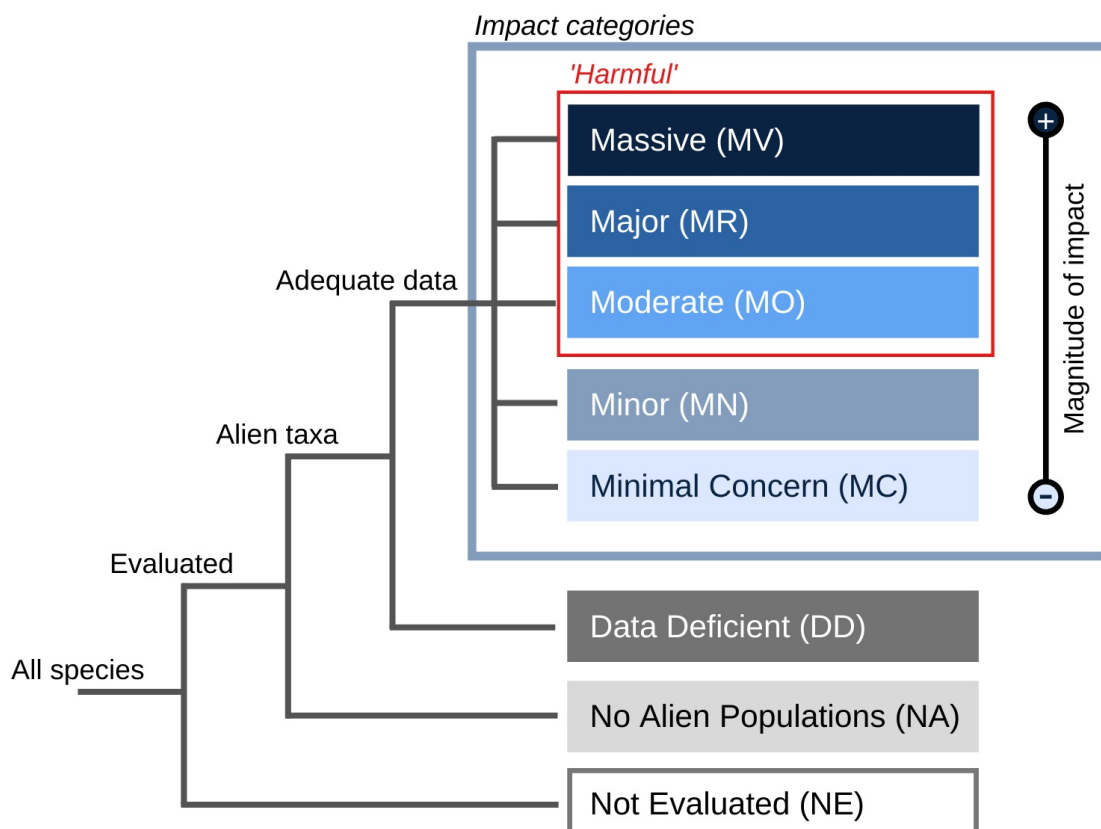 Impact categories
'Harmful'
Massive (MV)
+
Major (MR)
Adequate data
Moderate (MO)
Magnitude of impact
Minor (MN)
Alien taxa
Minimal Concern (MC)
-
Evaluated
Data Deficient (DD)
All species
No Alien Populations (NA)
Not Evaluated (NE)